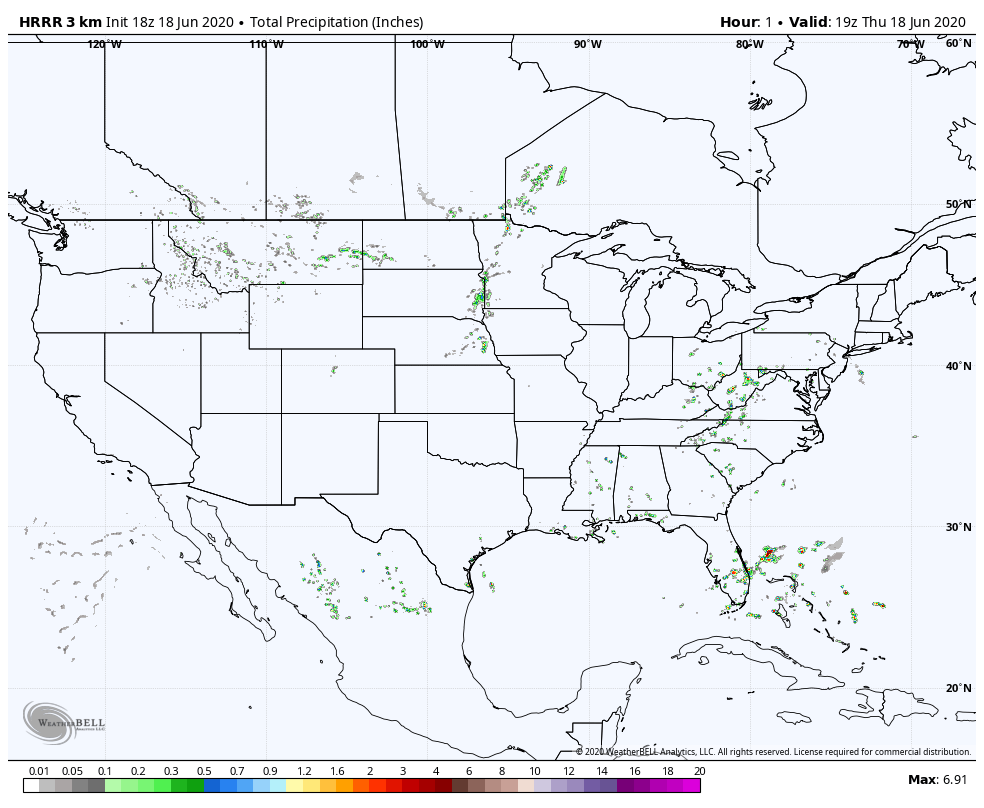 HRRR 3 km Init 18z 18 Jun 2020 • Total Precipitation (Inches) Hour: 1 • Valid: 19z Thu 18 Jun 2020
120°W 110°W 100°W 90°W 80°W 70°W 60°N
50°N
40°N
30°N
20°N
WEATHERBELL
Analytics LLC
© 2020 WeatherBELL Analytics, LLC. All rights reserved. License required for commercial distribution.
0.01 0.05 0.1 0.2 0.3 0.5 0.7 0.9 1.2 1.6 2 3 4 6 8 10 12 14 16 18 20 Max: 6.91